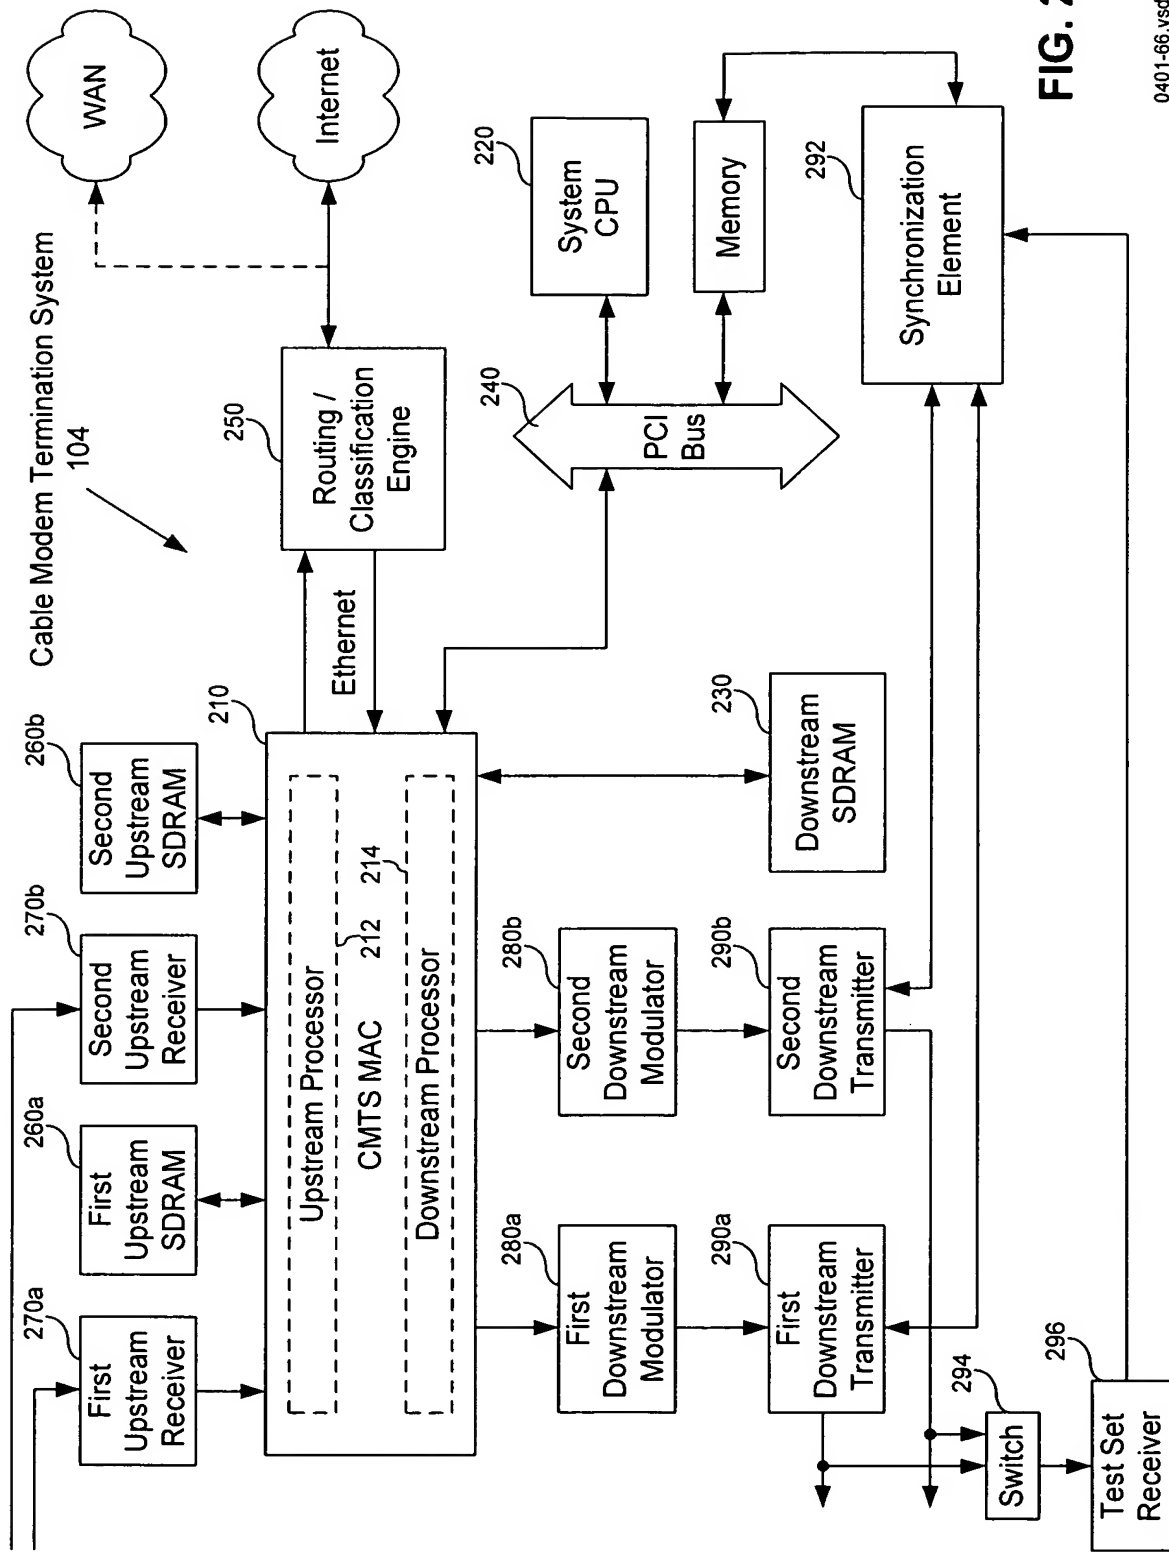 Cable Modem Termination System
104
WAN
Internet
270a
First
Upstream
Receiver
260a
First
Upstream
SDRAM
270b
Second
Upstream
Receiver
260b
Second
Upstream
SDRAM
210
Upstream Processor
212
CMTS MAC
214
Downstream Processor
Ethernet
250
Routing /
Classification
Engine
220
System
CPU
240
PCI
Bus
Memory
280a
First
Downstream
Modulator
280b
Second
Downstream
Modulator
230
Downstream
SDRAM
290a
First
Downstream
Transmitter
290b
Second
Downstream
Transmitter
292
Synchronization
Element
294
Switch
296
Test Set
Receiver
FIG. 2
0401-66.vsd